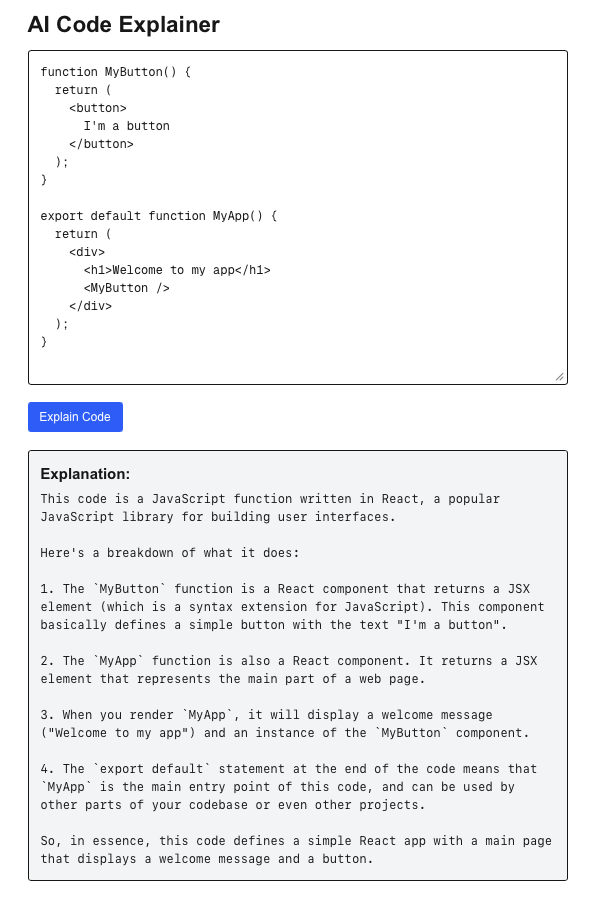 AI Code Explainer
function MyButton() {
  return (
    <button>
      I'm a button
    </button>
  );
}
export default function MyApp() {
  return (
    <div>
      <h1>Welcome to my app</h1>
      <MyButton />
    </div>
  );
}
Explain Code
Explanation:
This code is a JavaScript function written in React, a popular
JavaScript library for building user interfaces.
Here's a breakdown of what it does:
1. The `MyButton` function is a React component that returns a JSX
element (which is a syntax extension for JavaScript). This component
basically defines a simple button with the text "I'm a button".
2. The `MyApp` function is also a React component. It returns a JSX
element that represents the main part of a web page.
3. When you render `MyApp`, it will display a welcome message
("Welcome to my app") and an instance of the `MyButton` component.
4. The `export default` statement at the end of the code means that
`MyApp` is the main entry point of this code, and can be used by
other parts of your codebase or even other projects.
So, in essence, this code defines a simple React app with a main page
that displays a welcome message and a button.